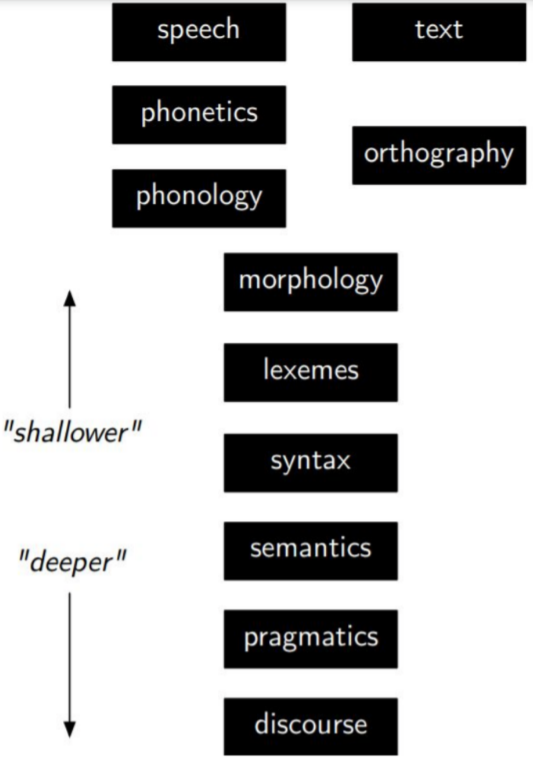 speech
text
phonetics
orthography
phonology
morphology
lexemes
"shallower"
syntax
semantics
"deeper"
pragmatics
discourse